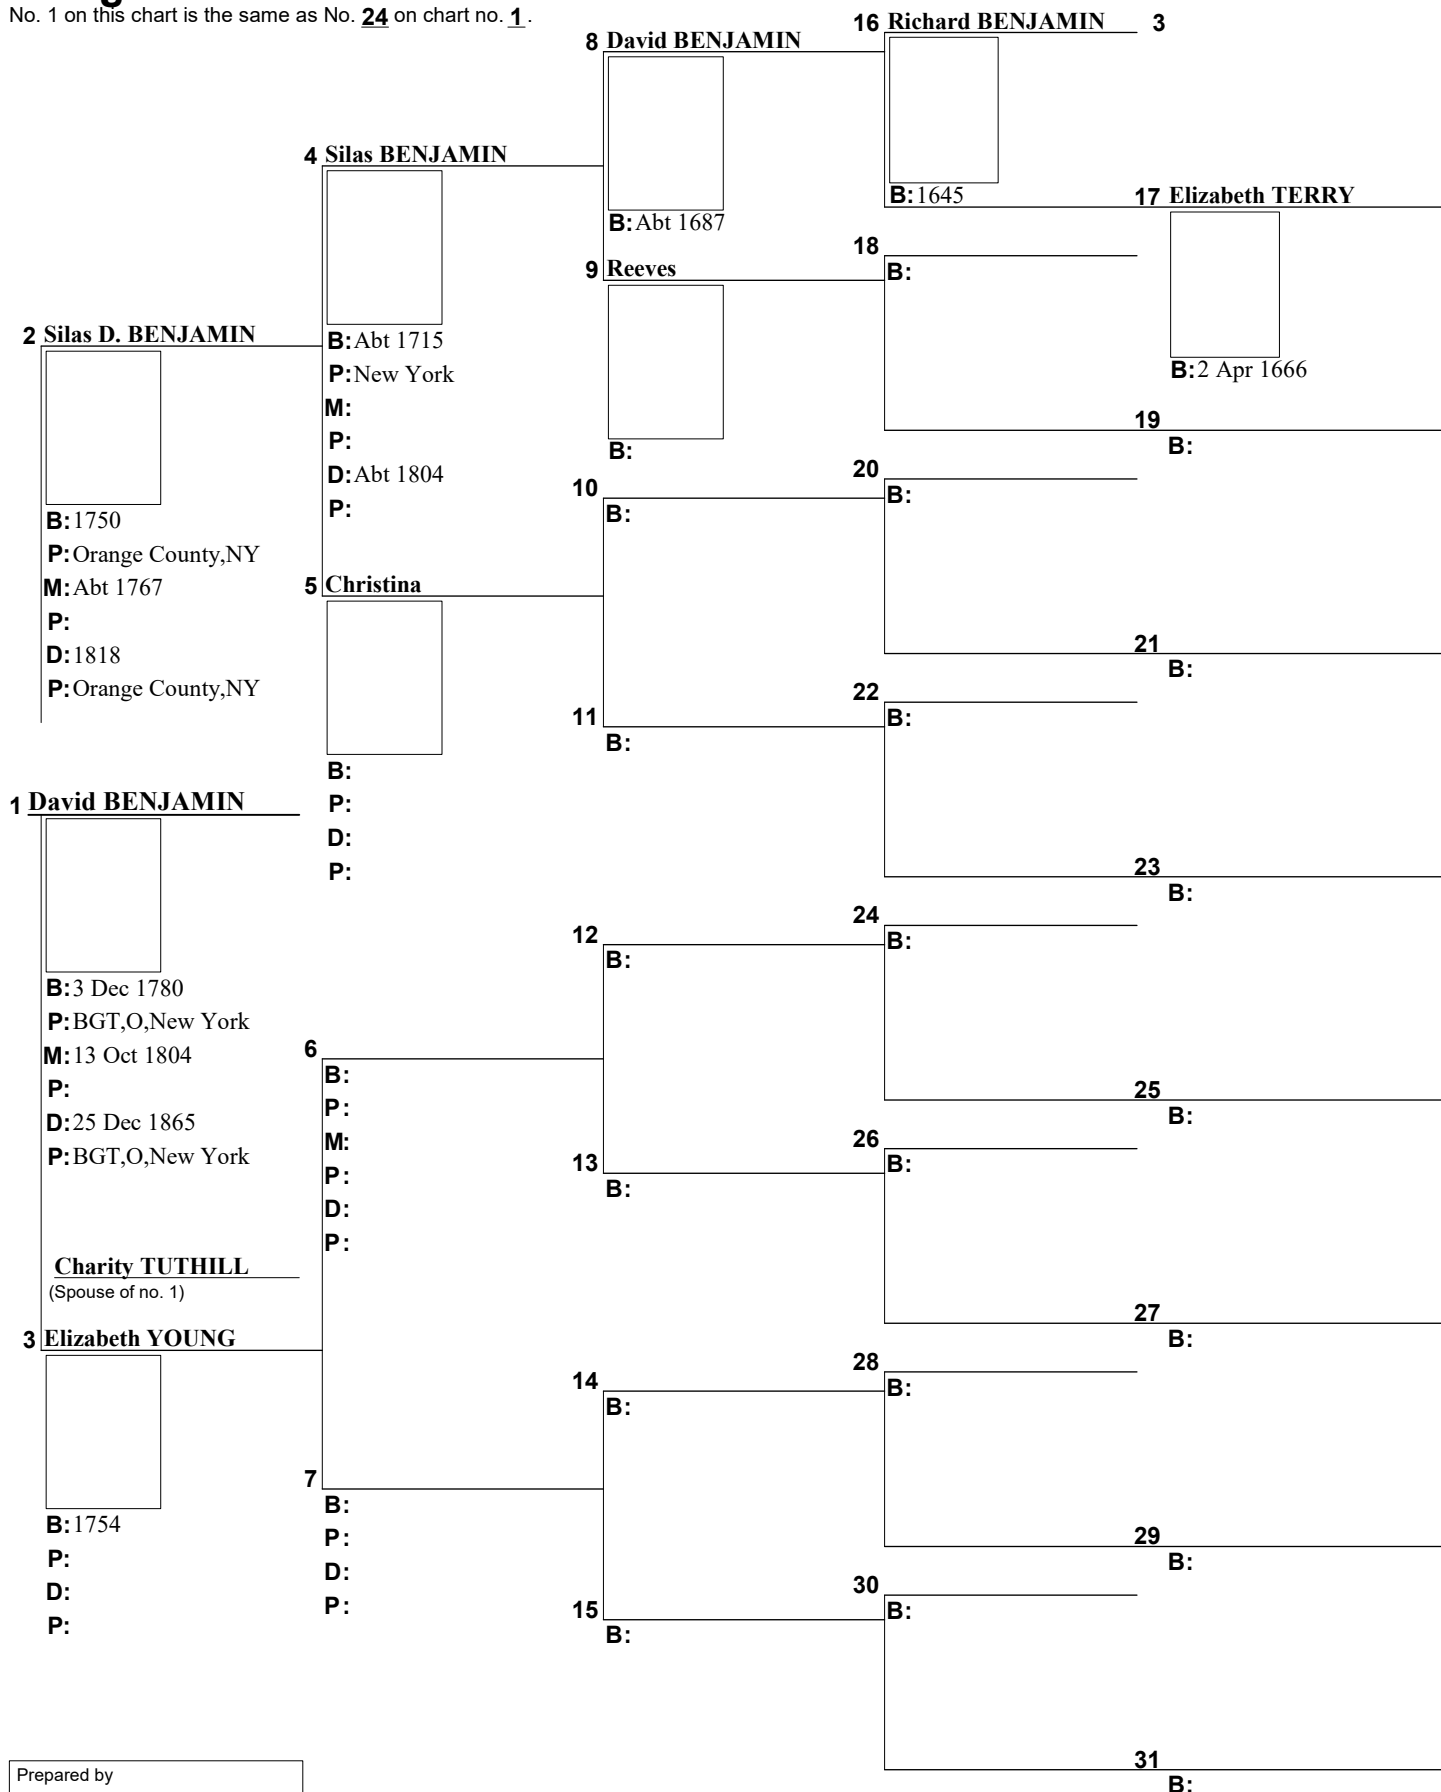 No. 1 on this chart is the same as No. 24 on chart no. 1.
16 Richard BENJAMIN 3
8 David BENJAMIN
4 Silas BENJAMIN
B: 1645
17 Elizabeth TERRY
B: Abt 1687
18
B:
9 Reeves
2 Silas D. BENJAMIN
B: Abt 1715
P: New York
M:
P:
D: Abt 1804
P:
B: 2 Apr 1666
19
B:
B:
20
B:
10
B:
B: 1750
P: Orange County,NY
M: Abt 1767
P:
D: 1818
P: Orange County,NY
5 Christina
21
B:
22
B:
11
B:
B:
P:
D:
P:
1 David BENJAMIN
23
B:
24
B:
12
B:
B: 3 Dec 1780
P: BGT,O,New York
M: 13 Oct 1804
P:
D: 25 Dec 1865
P: BGT,O,New York
6
B:
P:
M:
P:
D:
P:
25
B:
26
B:
13
B:
Charity TUTHILL
(Spouse of no. 1)
3 Elizabeth YOUNG
27
B:
28
B:
14
B:
7
B:
P:
D:
P:
B: 1754
P:
D:
P:
29
B:
30
B:
15
B:
31
B:
Prepared by